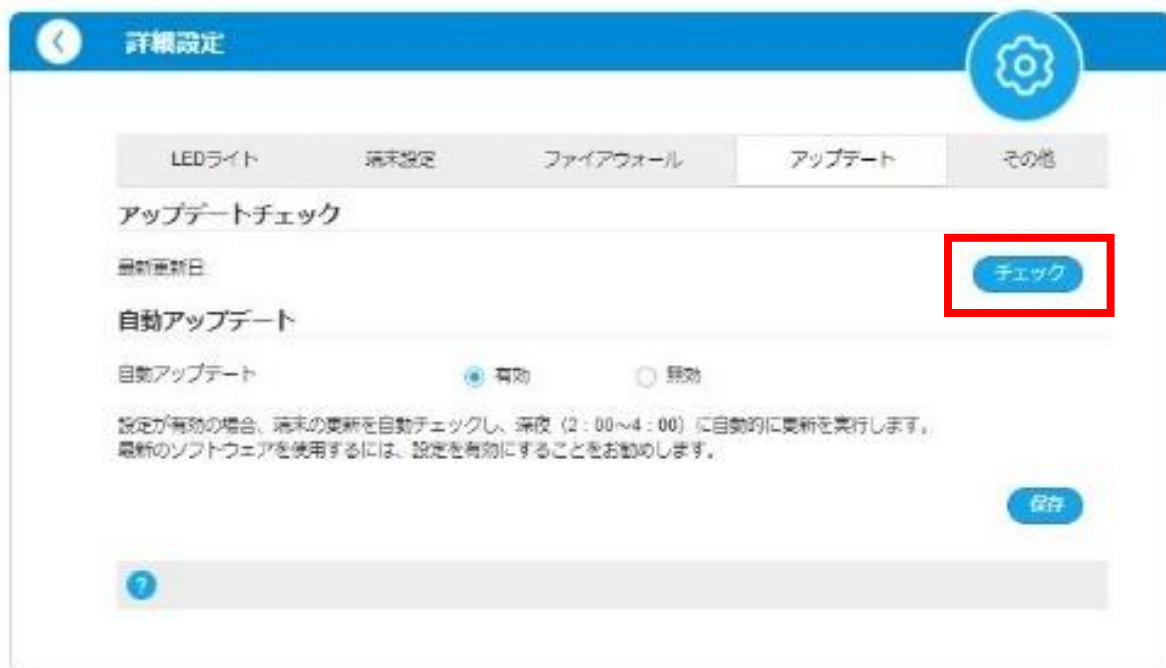 詳細設定
LEDライト 端末設定 ファイアウォール アップデート その他
アップデートチェック
最新更新日
チェック
自動アップデート
自動アップデート 有効 無効
設定が有効の場合、端末の更新を自動チェックし、深夜（2：00～4：00）に自動的に更新を実行します。
最新のソフトウェアを使用するには、設定を有効にすることをお勧めします。
保存
?